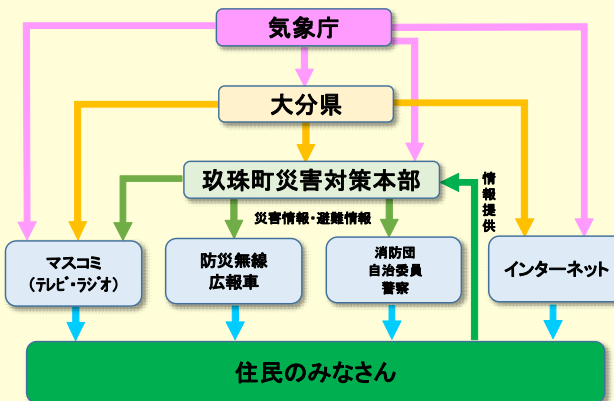 気象庁
大分県
玖珠町災害対策本部
災害情報・避難情報
情報提供
マスコミ
(テレビ・ラジオ)
防災無線
広報車
消防団
自治委員
警察
インターネット
住民のみなさん